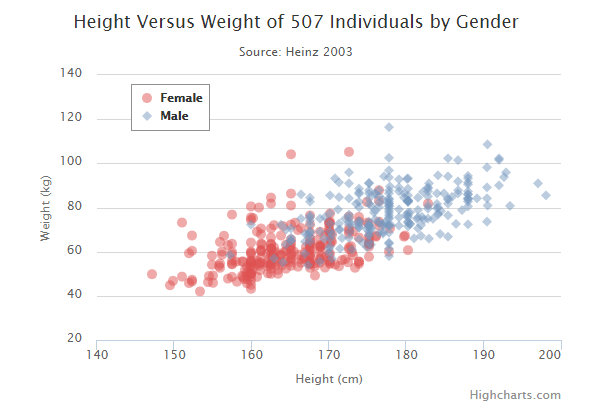 Height Versus Weight of 507 Individuals by Gender
Source: Heinz 2003
140
120
100
80
60
40
20
Weight (kg)
Female
Male
140 150 160 170 180 190 200
Height (cm)
Highcharts.com